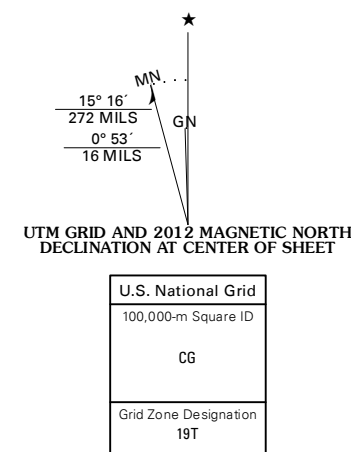 ★
MN
15° 16´
272 MILS
GN
0° 53´
16 MILS
UTM GRID AND 2012 MAGNETIC NORTH
DECLINATION AT CENTER OF SHEET
U.S. National Grid
100,000-m Square ID
CG
Grid Zone Designation
19T